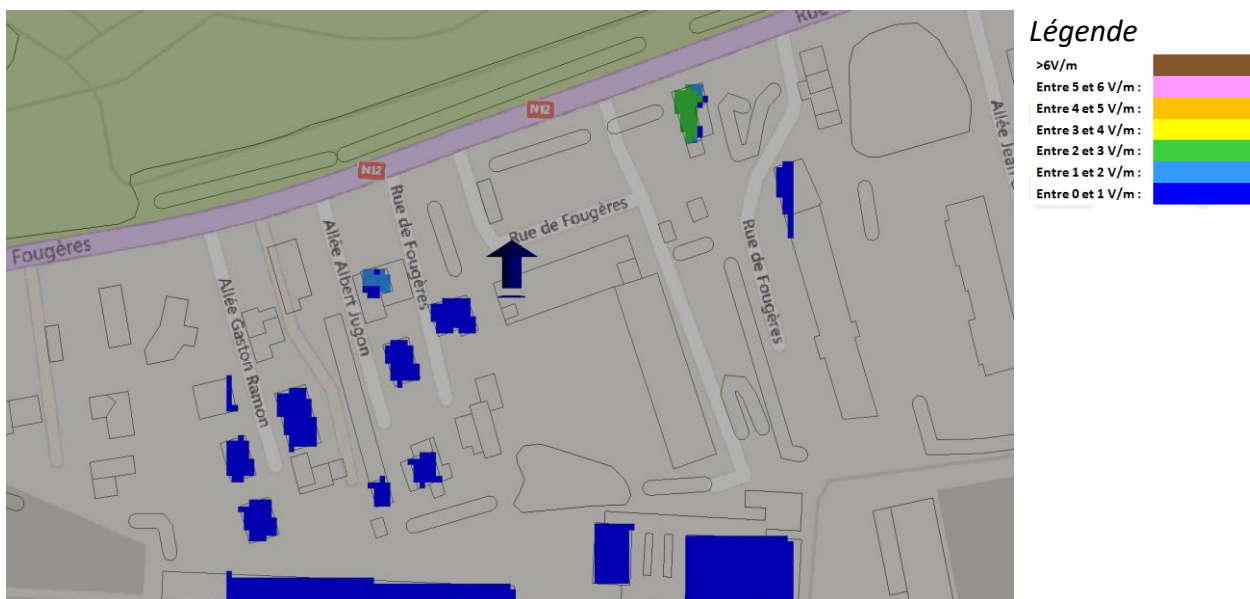 Rue
Légende
>6V/m
Entre 5 et 6 V/m :
Entre 4 et 5 V/m :
Entre 3 et 4 V/m :
Entre 2 et 3 V/m :
Entre 1 et 2 V/m :
Entre 0 et 1 V/m :
N12
N12
Allée Jean
Rue de Fougères
Rue de Fougères
Rue de Fougères
Fougères
Allée Albert Jugon
Allée Gaston Ramon